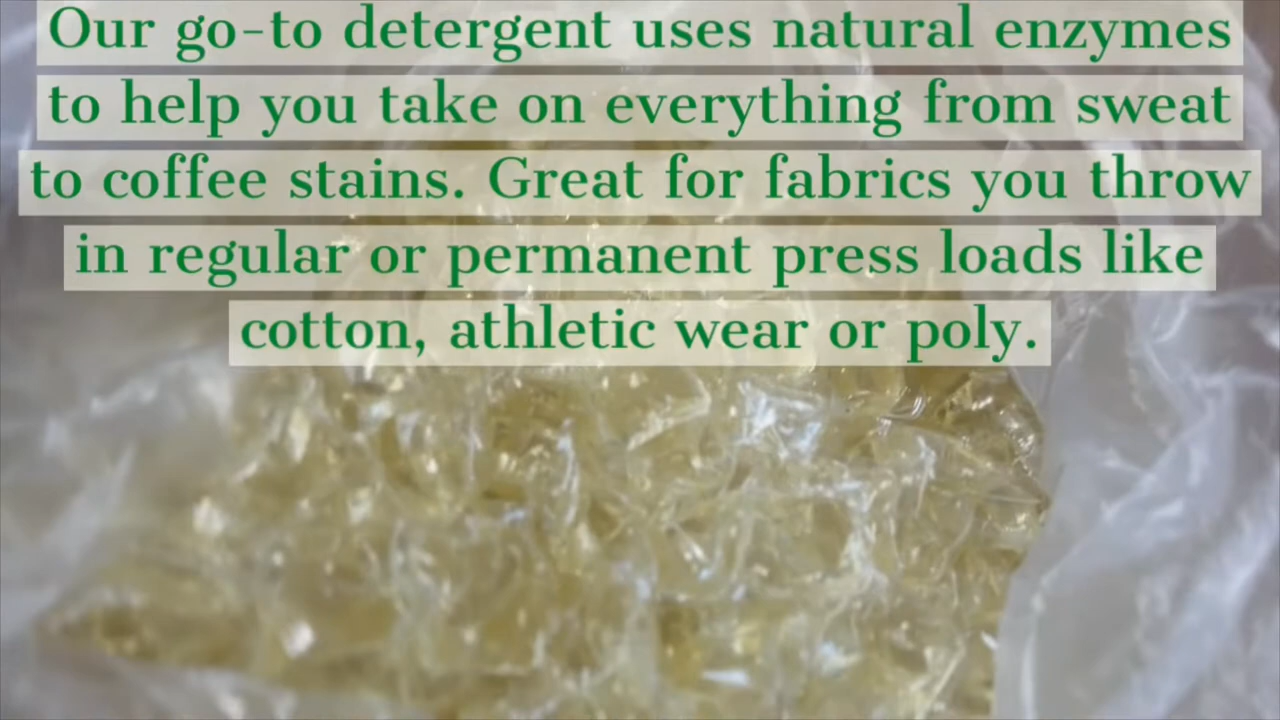 Our go-to detergent uses natural enzymes
to help you take on everything from sweat
to coffee stains. Great for fabrics you throw
in regular or permanent press loads like
cotton, athletic wear or poly.